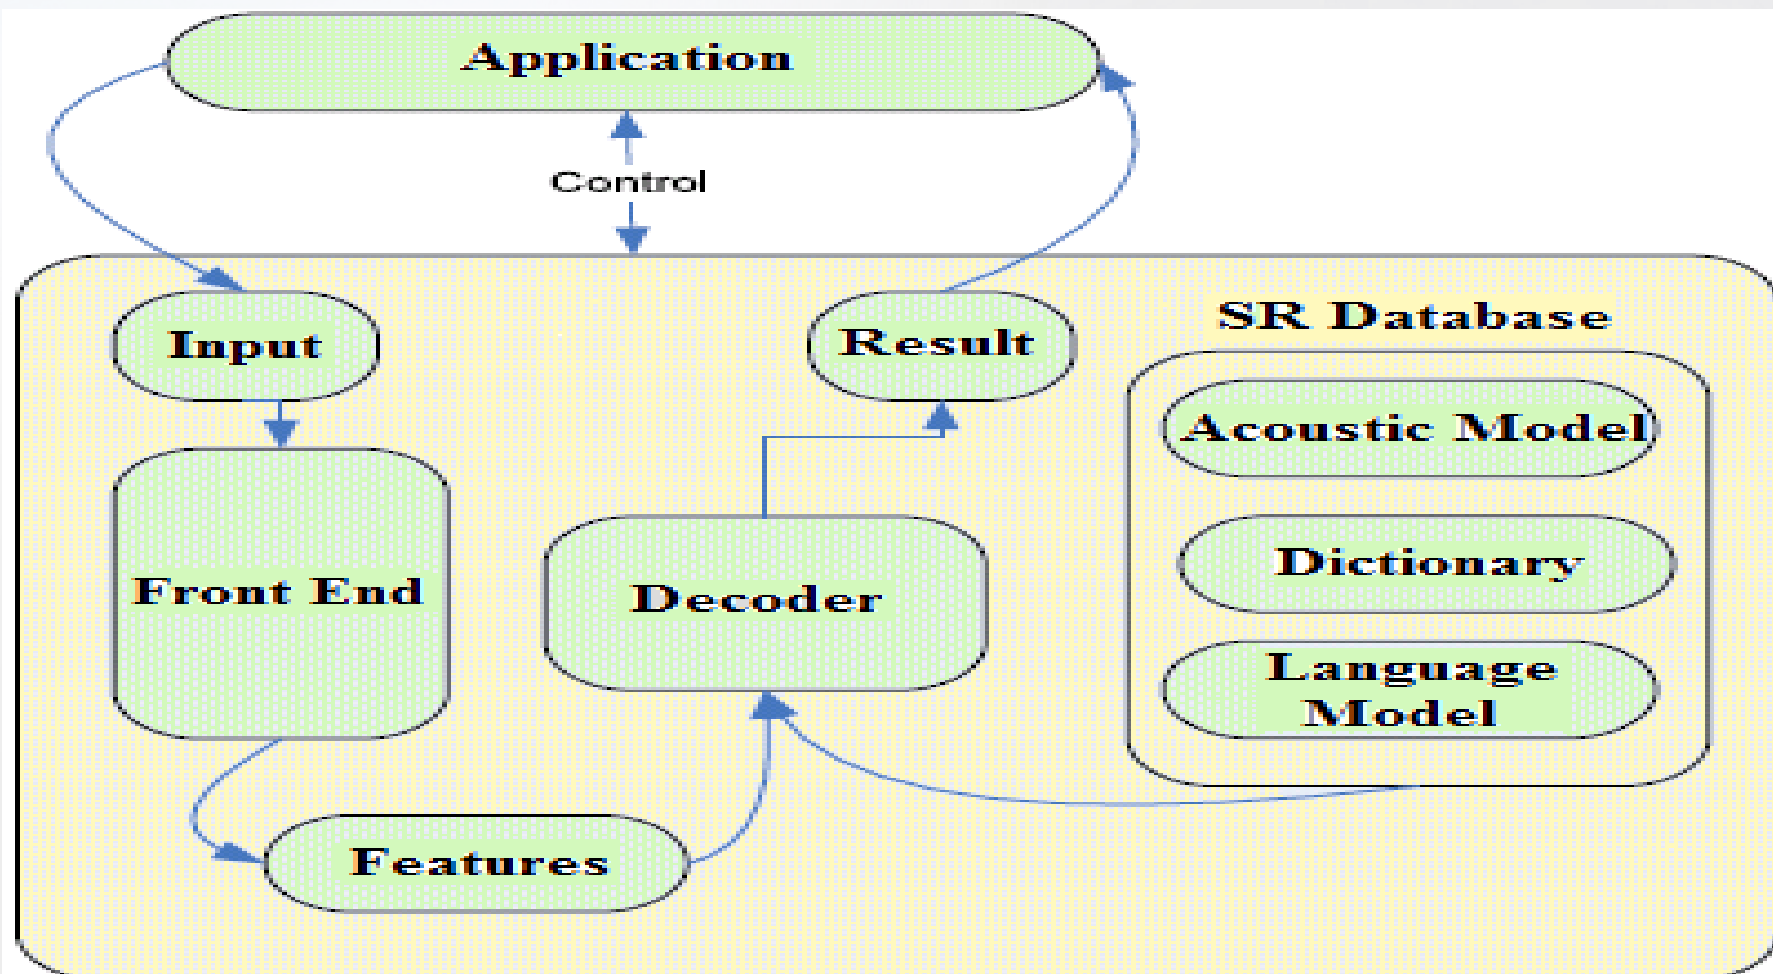 Application
Control
Input
Result
SR Database
Acoustic Model
Dictionary
Language
Model
Front End
Decoder
Features